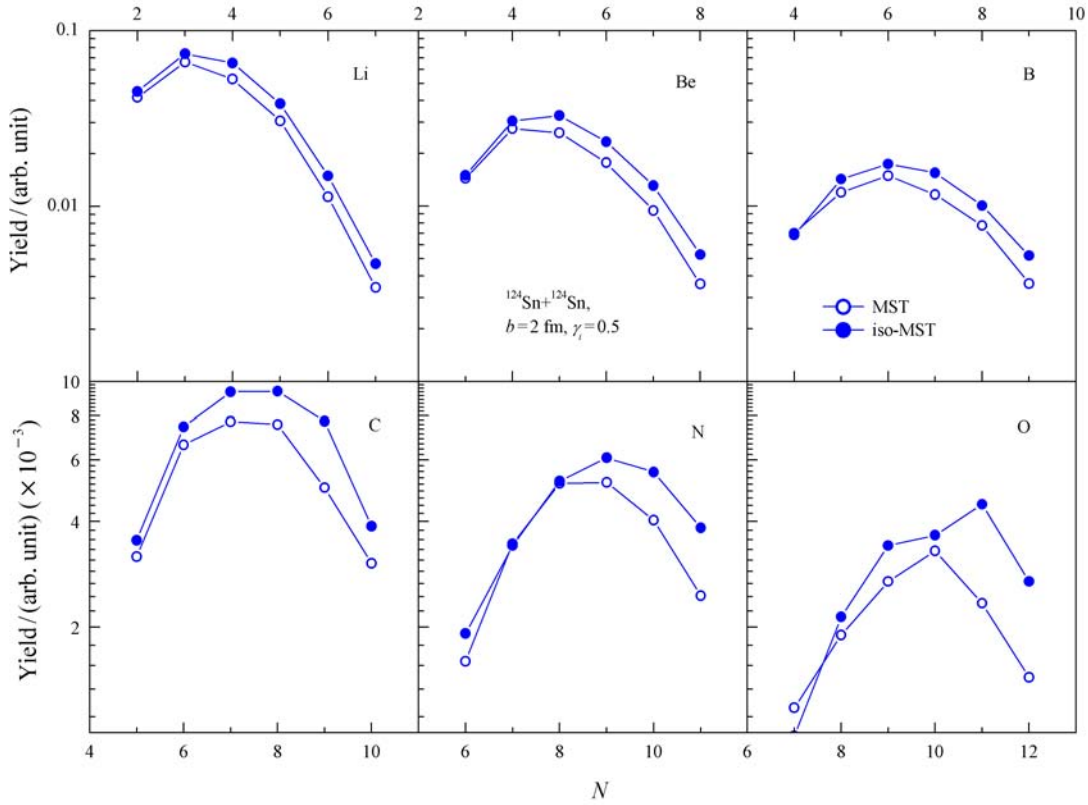 2 4 6 2 4 6 8 4 6 8 10
0.1
Li
Be
B
Yield/(arb. unit)
0.01
¹²⁴Sn+¹²⁴Sn,
b=2 fm, γᵢ=0.5
MST
iso-MST
10
8
6
4
2
Yield/(arb. unit) (×10⁻³)
C
N
O
4 6 8 10 6 8 10 6 8 10 12
N